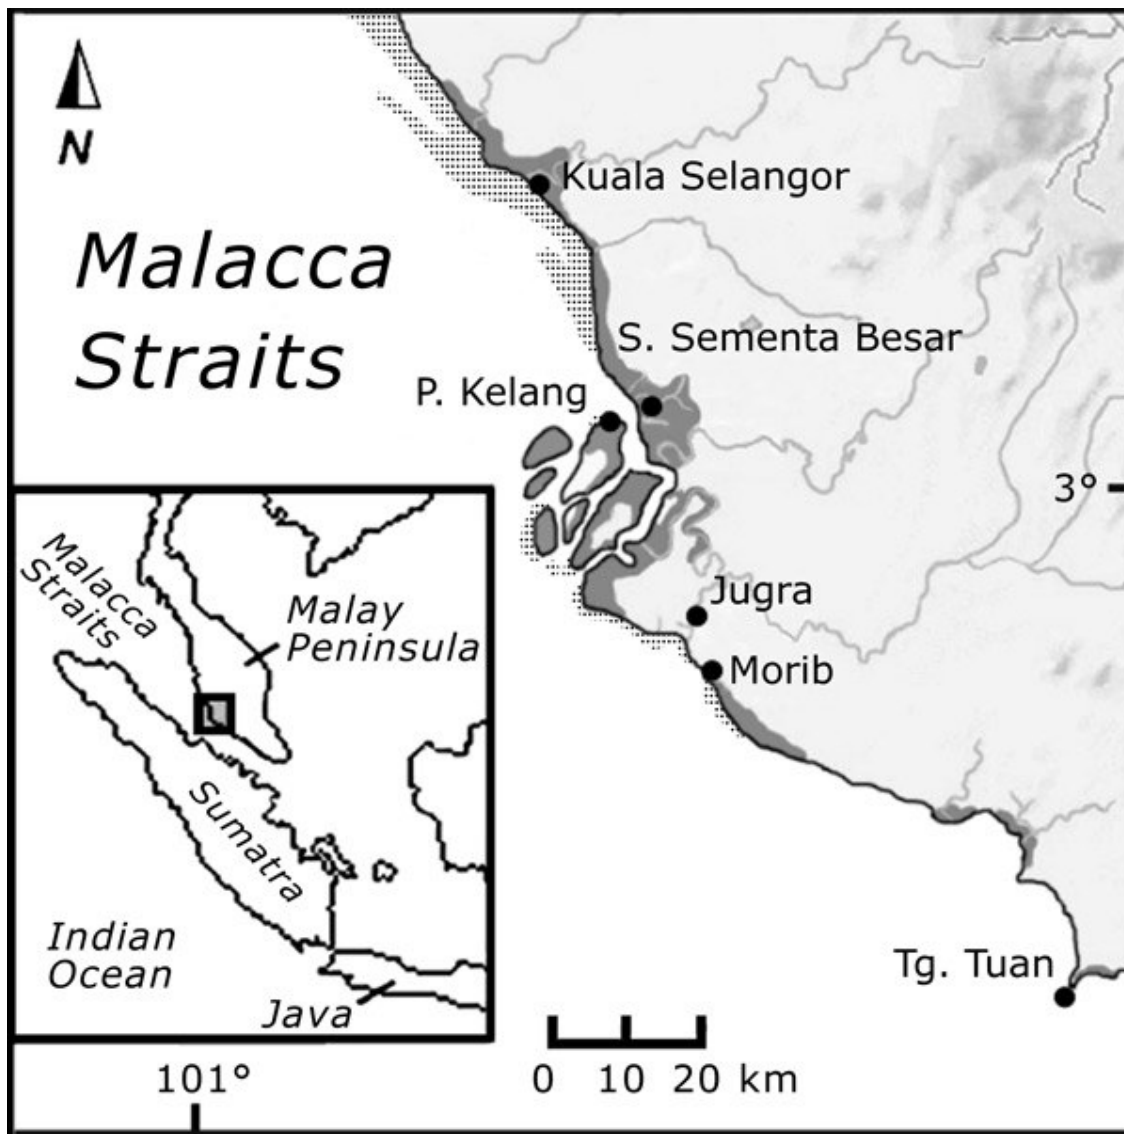 N
Kuala Selangor
Malacca
Straits
S. Sementa Besar
P. Kelang
3°
Jugra
Morib
Tg. Tuan
Malacca
Straits
Malay
Peninsula
Sumatra
Indian
Ocean
Java
0 10 20 km
101°